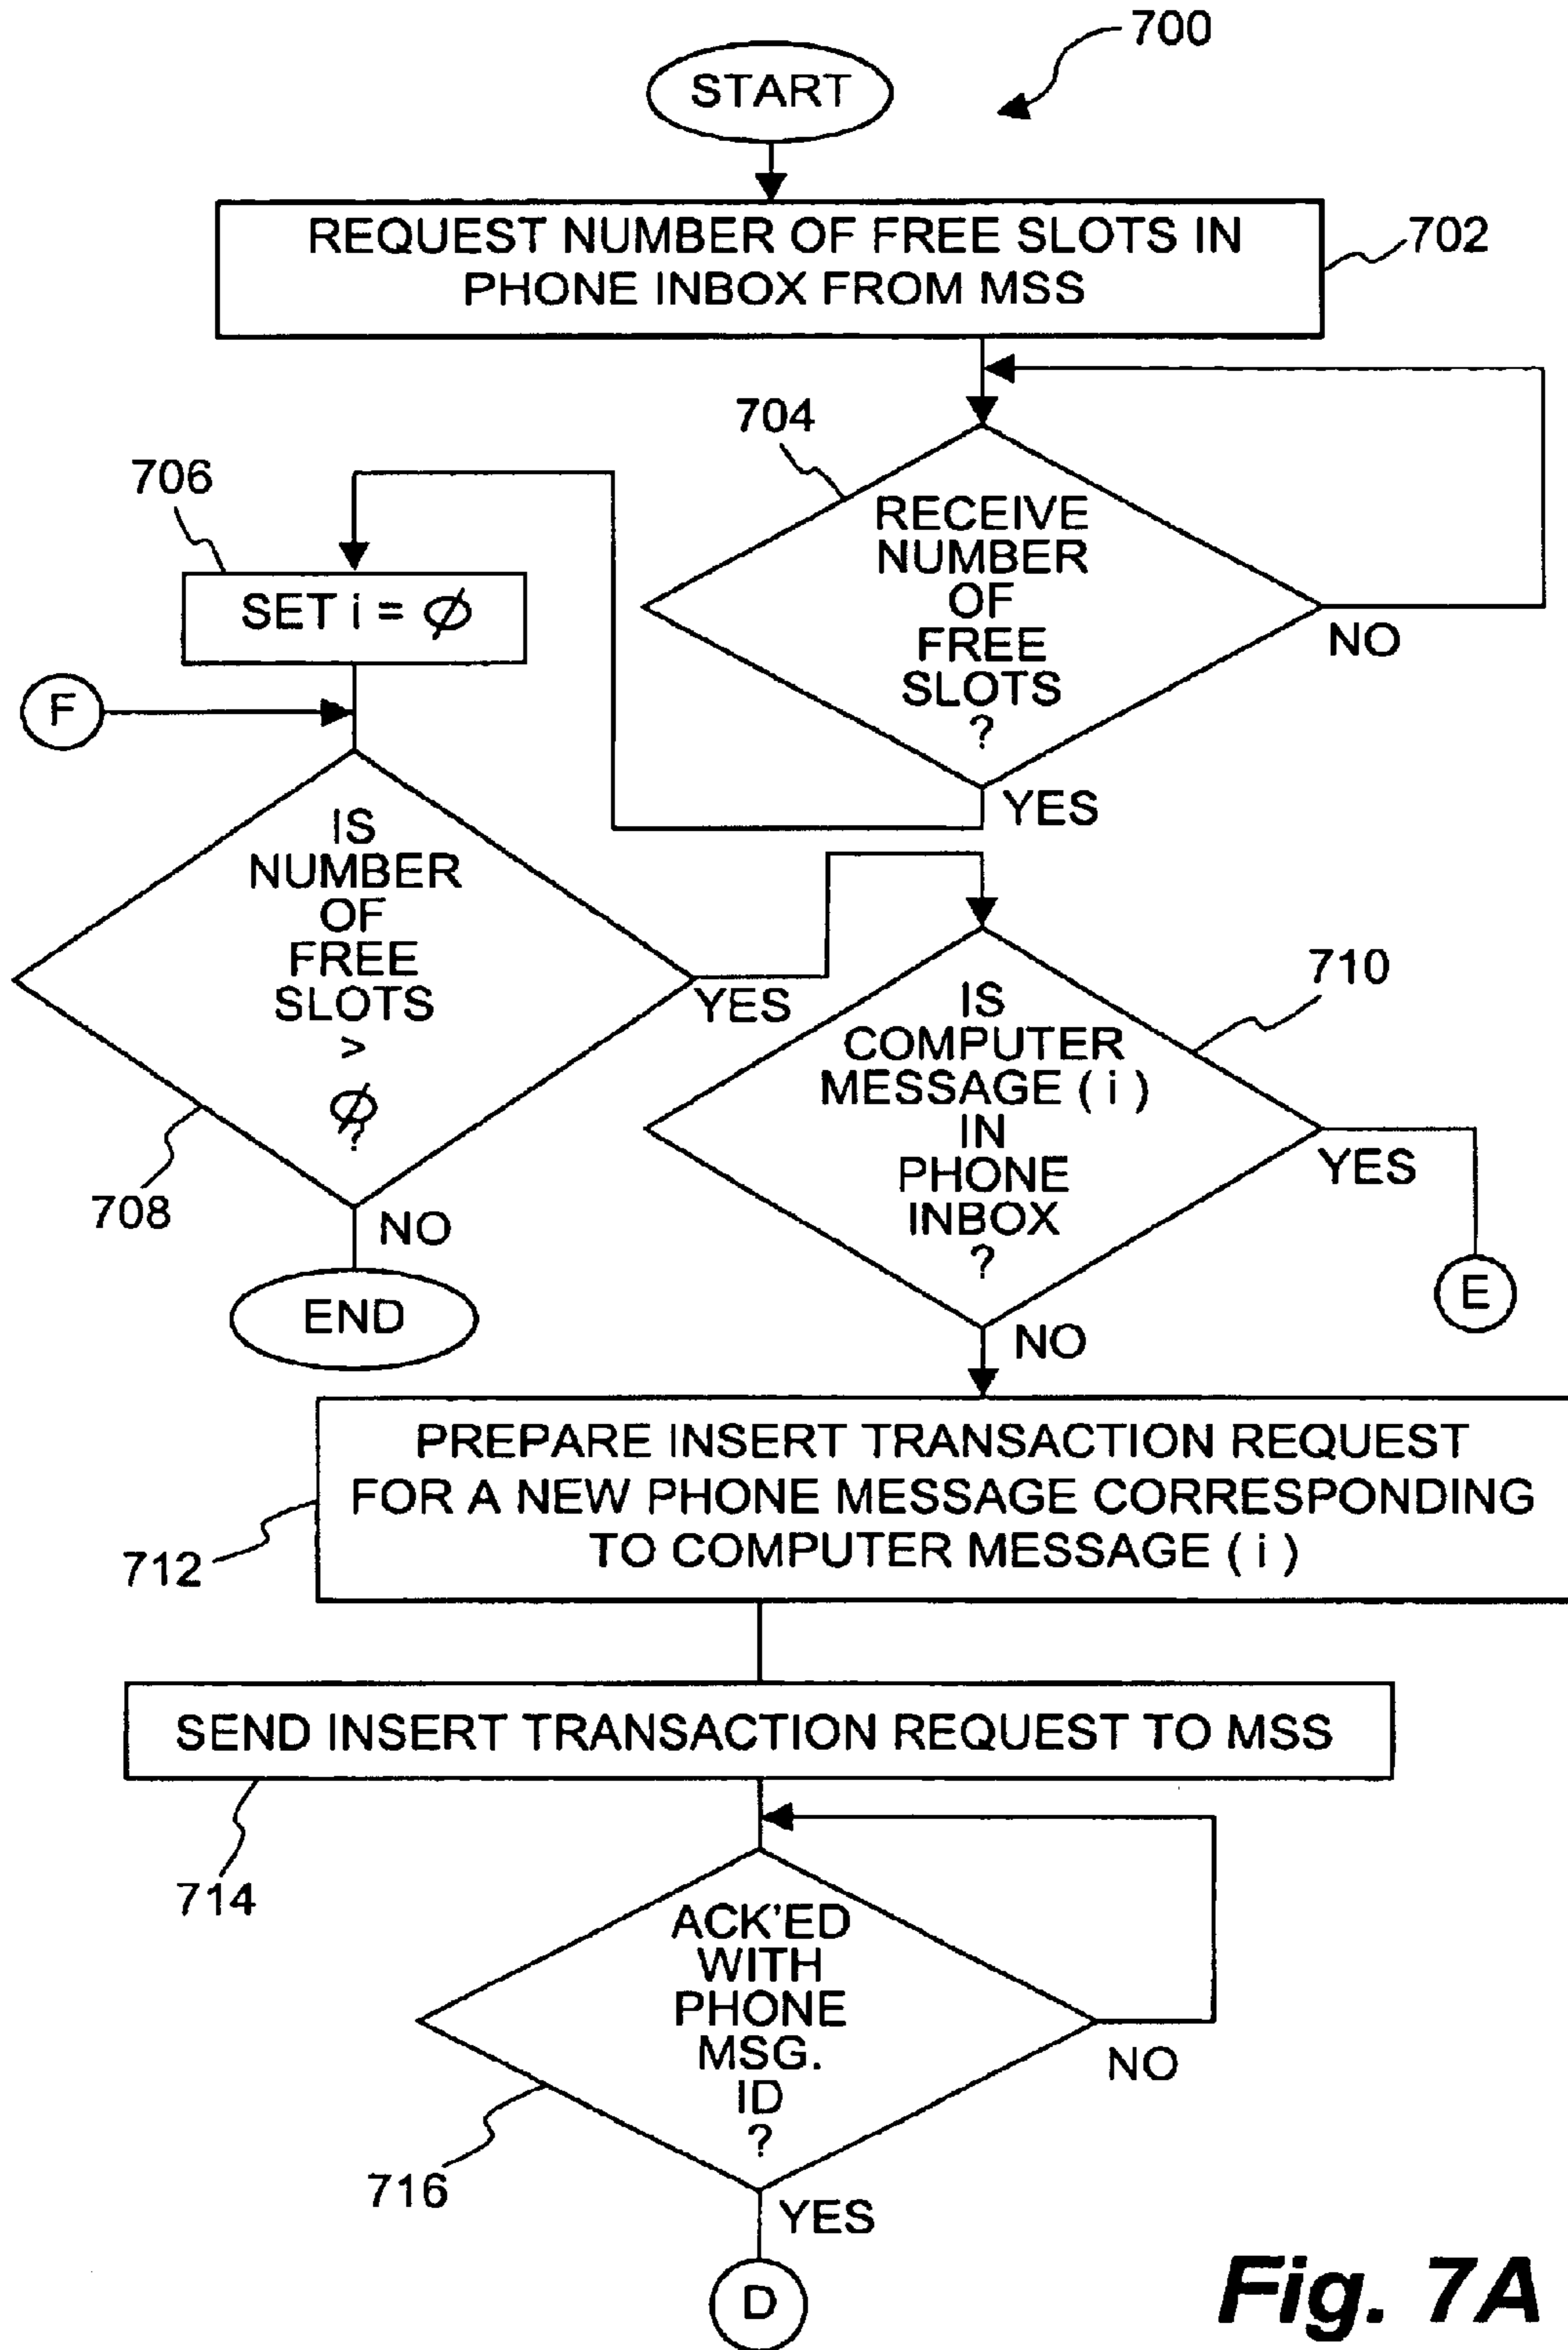 700
START
REQUEST NUMBER OF FREE SLOTS IN
PHONE INBOX FROM MSS
702
704
RECEIVE
NUMBER
OF
FREE
SLOTS
?
NO
YES
706
SET i = ϕ
F
IS
NUMBER
OF
FREE
SLOTS
>
ϕ
?
YES
708
NO
END
710
IS
COMPUTER
MESSAGE ( i )
IN
PHONE
INBOX
?
YES
E
NO
PREPARE INSERT TRANSACTION REQUEST
FOR A NEW PHONE MESSAGE CORRESPONDING
TO COMPUTER MESSAGE ( i )
712
SEND INSERT TRANSACTION REQUEST TO MSS
714
ACK'ED
WITH
PHONE
MSG.
ID
?
NO
716
YES
D
Fig. 7A